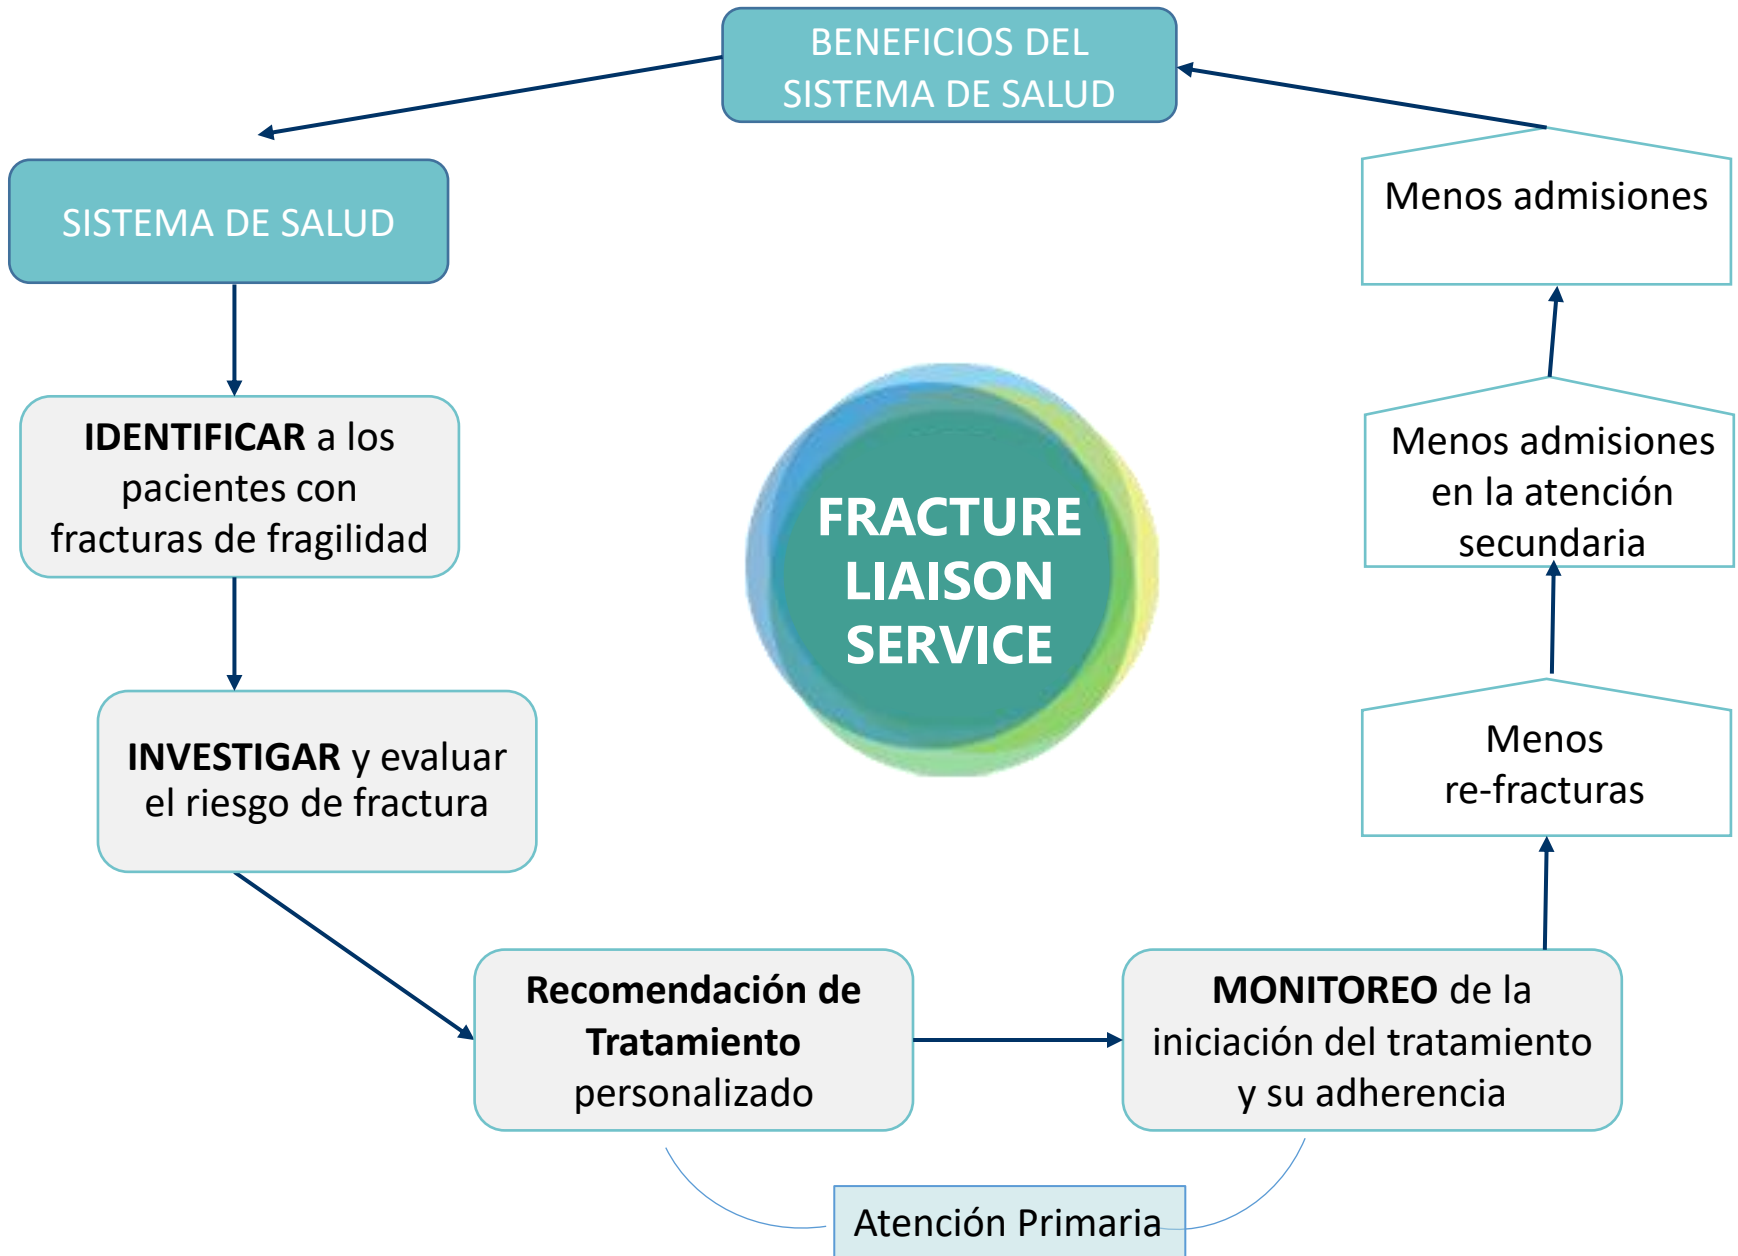 BENEFICIOS DEL
SISTEMA DE SALUD
SISTEMA DE SALUD
IDENTIFICAR a los
pacientes con
fracturas de fragilidad
INVESTIGAR y evaluar
el riesgo de fractura
Recomendación de
Tratamiento
personalizado
MONITOREO de la
iniciación del tratamiento
y su adherencia
Atención Primaria
Menos
re-fracturas
Menos admisiones
en la atención
secundaria
Menos admisiones
FRACTURE
LIAISON
SERVICE